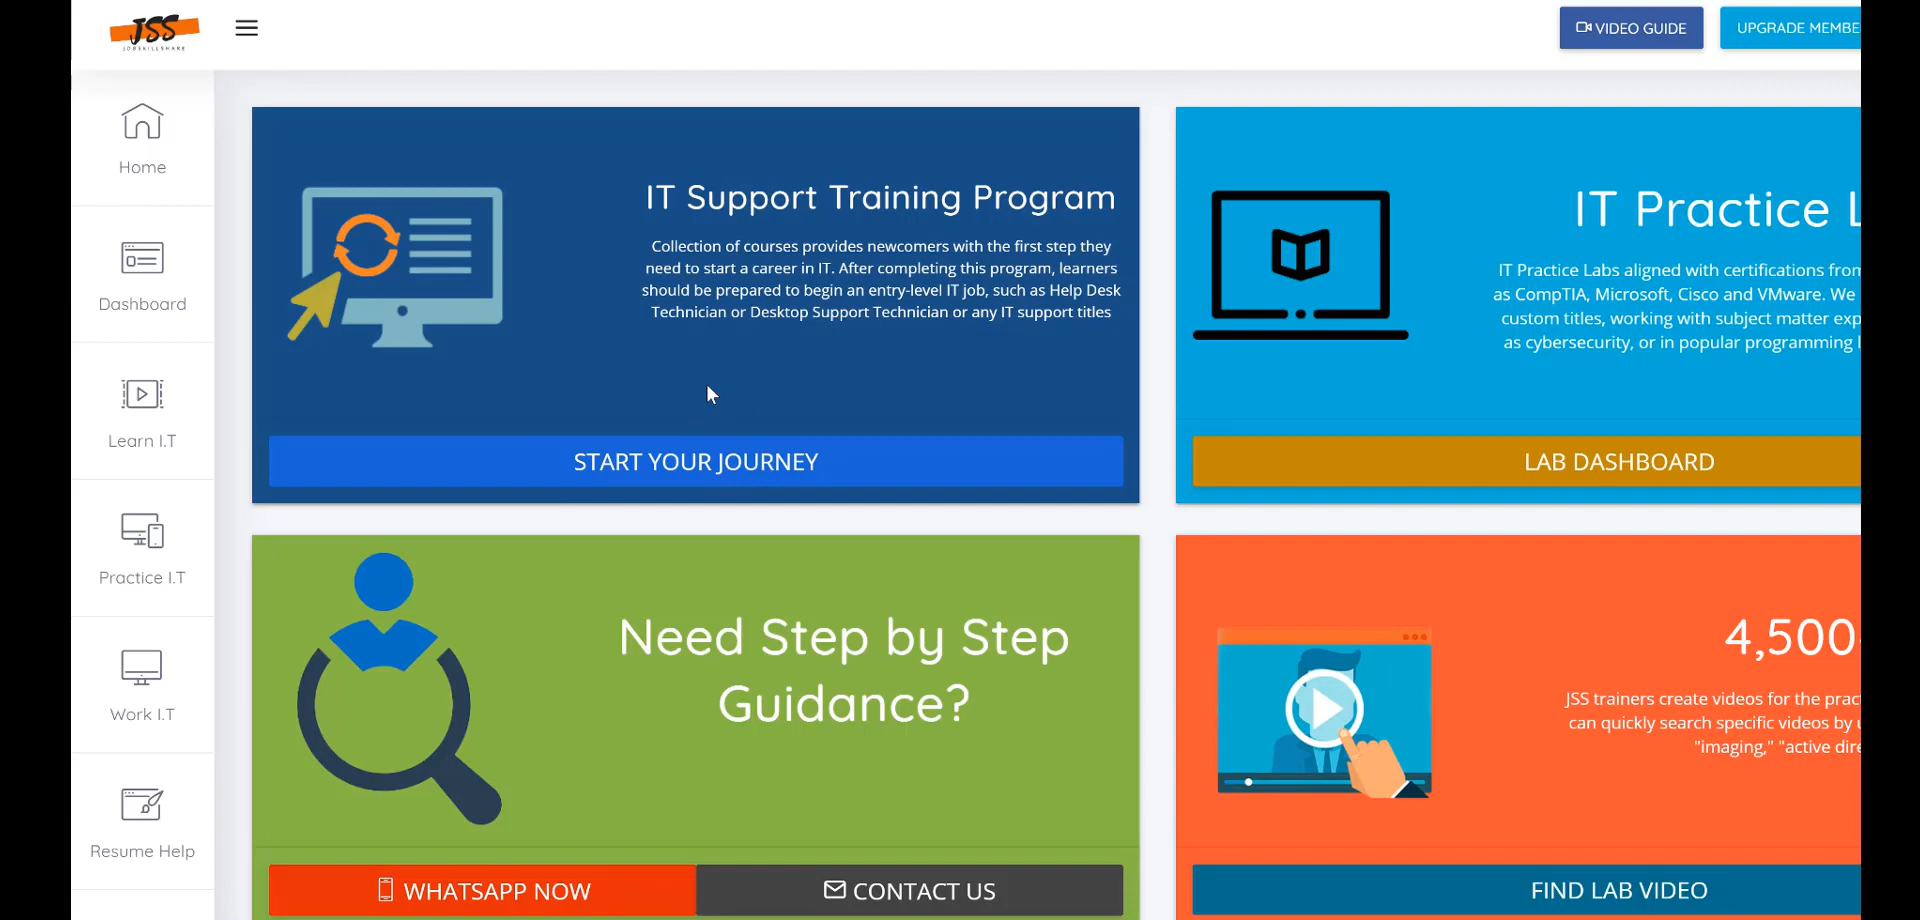 JSS
JOBSKILLSHARE
VIDEO GUIDE
UPGRADE MEMBE
Home
Dashboard
Learn I.T
Practice I.T
Work I.T
Resume Help
IT Support Training Program
Collection of courses provides newcomers with the first step they
need to start a career in IT. After completing this program, learners
should be prepared to begin an entry-level IT job, such as Help Desk
Technician or Desktop Support Technician or any IT support titles
START YOUR JOURNEY
IT Practice L
IT Practice Labs aligned with certifications from
as CompTIA, Microsoft, Cisco and VMware. We
custom titles, working with subject matter exp
as cybersecurity, or in popular programming l
LAB DASHBOARD
Need Step by Step
Guidance?
WHATSAPP NOW
CONTACT US
4,500
JSS trainers create videos for the prac
can quickly search specific videos by u
"imaging," "active dire
FIND LAB VIDEO